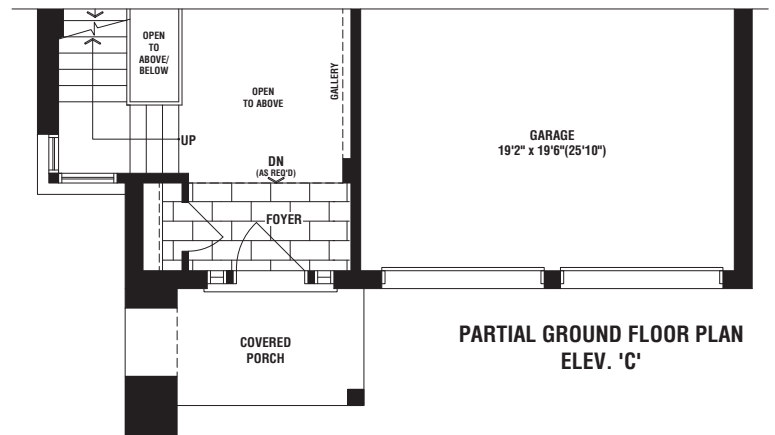 OPEN
TO
ABOVE/
BELOW
OPEN
TO ABOVE
GALLERY
GARAGE
19'2" x 19'6"(25'10")
UP
DN
(AS REQ'D)
FOYER
COVERED
PORCH
PARTIAL GROUND FLOOR PLAN
ELEV. 'C'